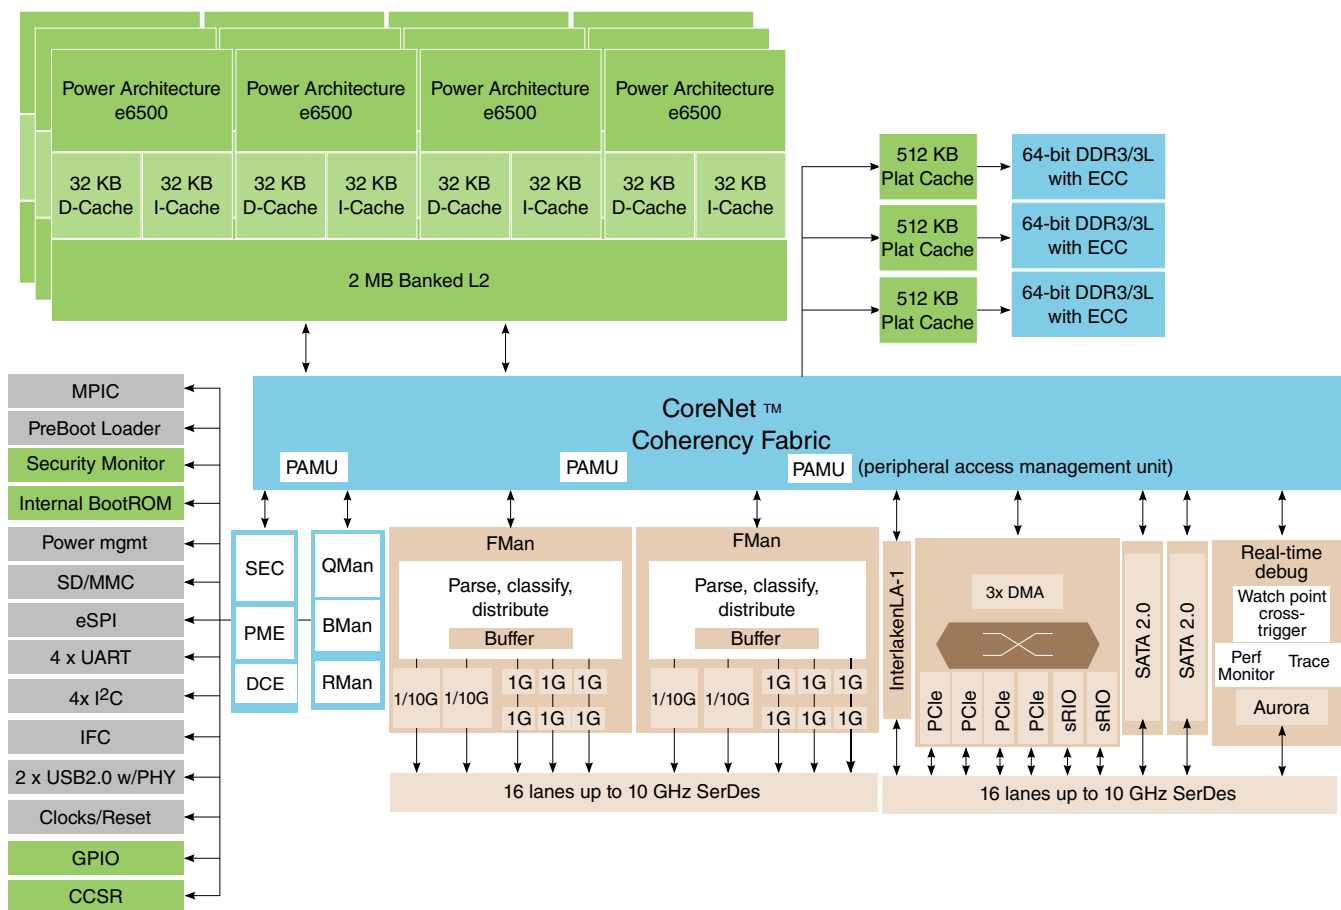 Power Architecture
e6500
Power Architecture
e6500
Power Architecture
e6500
Power Architecture
e6500
32 KB
D-Cache
32 KB
I-Cache
32 KB
D-Cache
32 KB
I-Cache
32 KB
D-Cache
32 KB
I-Cache
32 KB
D-Cache
32 KB
I-Cache
2 MB Banked L2
512 KB
Plat Cache
64-bit DDR3/3L
with ECC
512 KB
Plat Cache
64-bit DDR3/3L
with ECC
512 KB
Plat Cache
64-bit DDR3/3L
with ECC
MPIC
PreBoot Loader
Security Monitor
Internal BootROM
Power mgmt
SD/MMC
eSPI
4 x UART
4x I²C
IFC
2 x USB2.0 w/PHY
Clocks/Reset
GPIO
CCSR
CoreNet ™
Coherency Fabric
PAMU
PAMU
PAMU (peripheral access management unit)
SEC
PME
DCE
QMan
BMan
RMan
FMan
Parse, classify,
distribute
Buffer
1/10G
1/10G
1G 1G 1G
1G 1G 1G
FMan
Parse, classify,
distribute
Buffer
1/10G
1/10G
1G 1G 1G
1G 1G 1G
16 lanes up to 10 GHz SerDes
InterlakenLA-1
3x DMA
PCIe
PCIe
PCIe
PCIe
sRIO
sRIO
SATA 2.0
SATA 2.0
Real-time
debug
Watch point
cross-
trigger
Perf
Monitor
Trace
Aurora
16 lanes up to 10 GHz SerDes